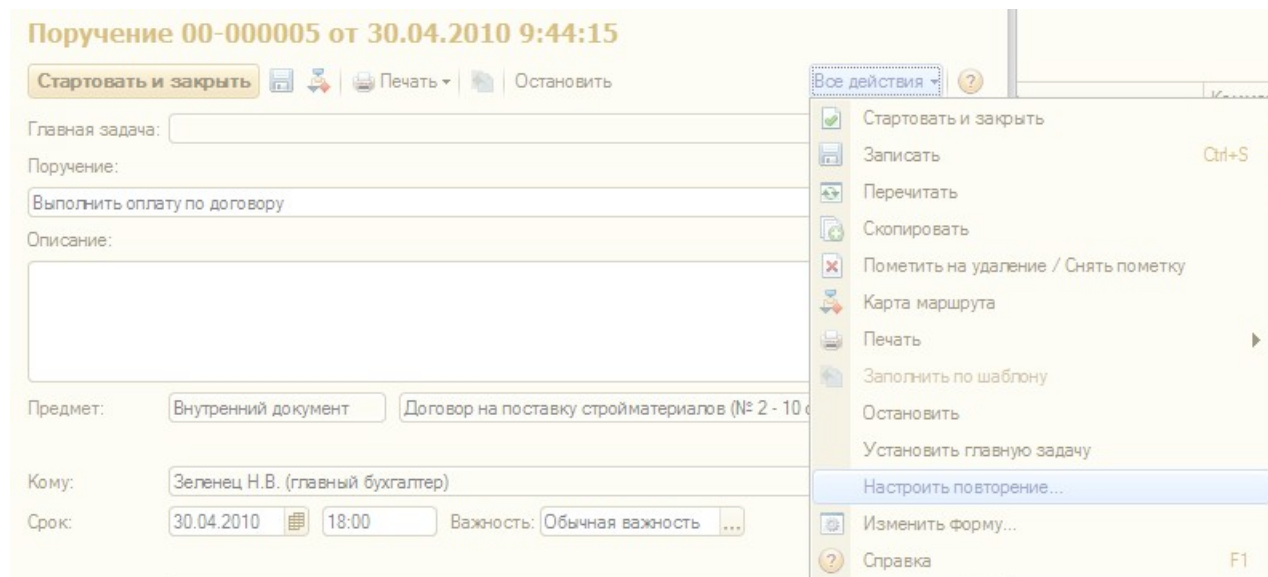 Поручение 00-000005 от 30.04.2010 9:44:15
Стартовать и закрыть Печать Остановить Все действия ?
Главная задача:
Поручение:
Выполнить оплату по договору
Описание:
Предмет: Внутренний документ Договор на поставку стройматериалов (№ 2 - 10
Кому: Зеленец Н.В. (главный бухгалтер)
Срок: 30.04.2010 18:00 Важность: Обычная важность ...
Стартовать и закрыть
Записать Ctrl+S
Перечитать
Скопировать
Пометить на удаление / Снять пометку
Карта маршрута
Печать
Заполнить по шаблону
Остановить
Установить главную задачу
Настроить повторение...
Изменить форму...
Справка F1